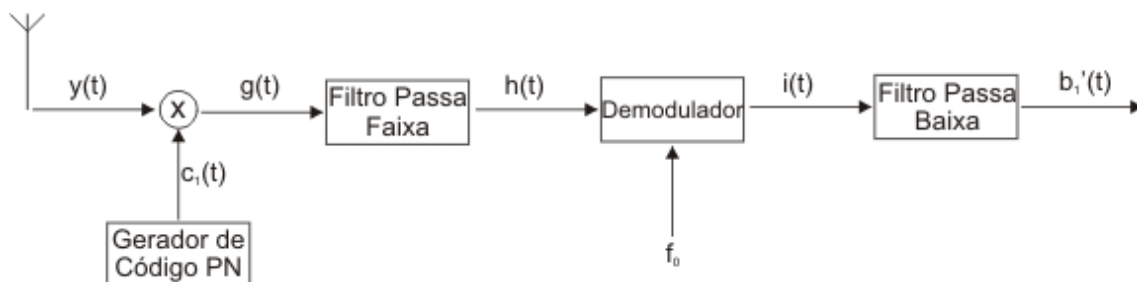 y(t)
X
g(t)
Filtro Passa
Faixa
h(t)
Demodulador
i(t)
Filtro Passa
Baixa
b₁'(t)
c₁(t)
Gerador de
Código PN
f₀